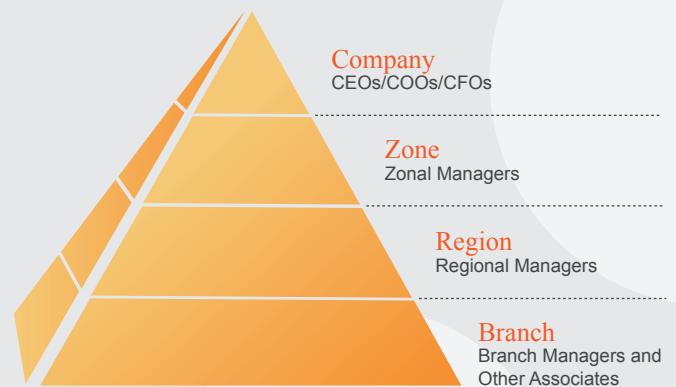 Company
CEOs/COOs/CFOs
Zone
Zonal Managers
Region
Regional Managers
Branch
Branch Managers and
Other Associates